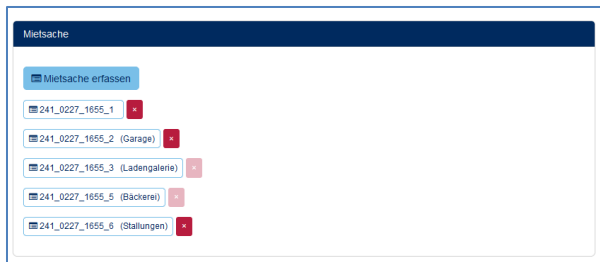 Mietsache
Mietsache erfassen
241_0227_1655_1 ×
241_0227_1655_2 (Garage) ×
241_0227_1655_3 (Ladengalerie) ×
241_0227_1655_5 (Bäckerei) ×
241_0227_1655_6 (Stallungen) ×